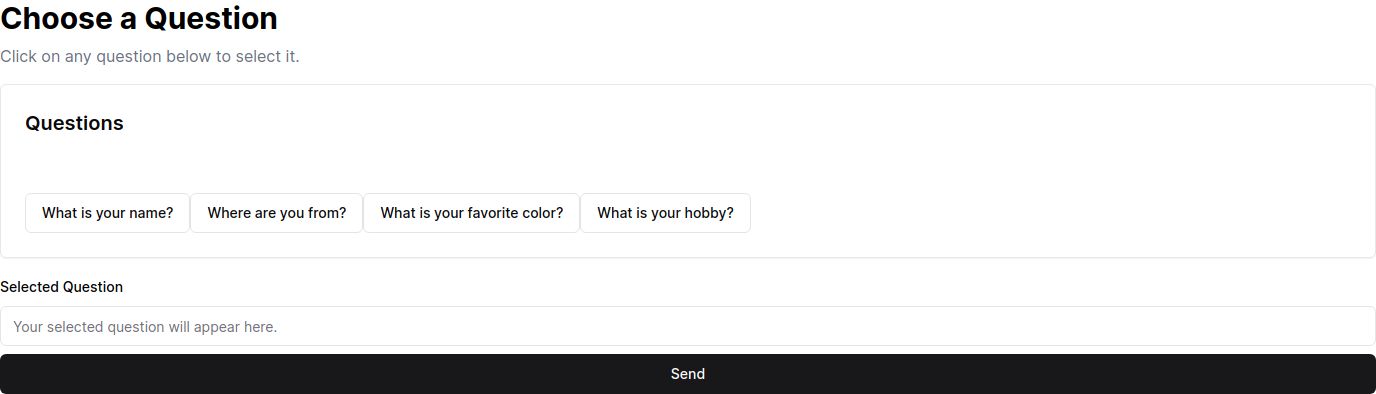 Choose a Question
Click on any question below to select it.
Questions
What is your name? Where are you from? What is your favorite color? What is your hobby?
Selected Question
Your selected question will appear here.
Send